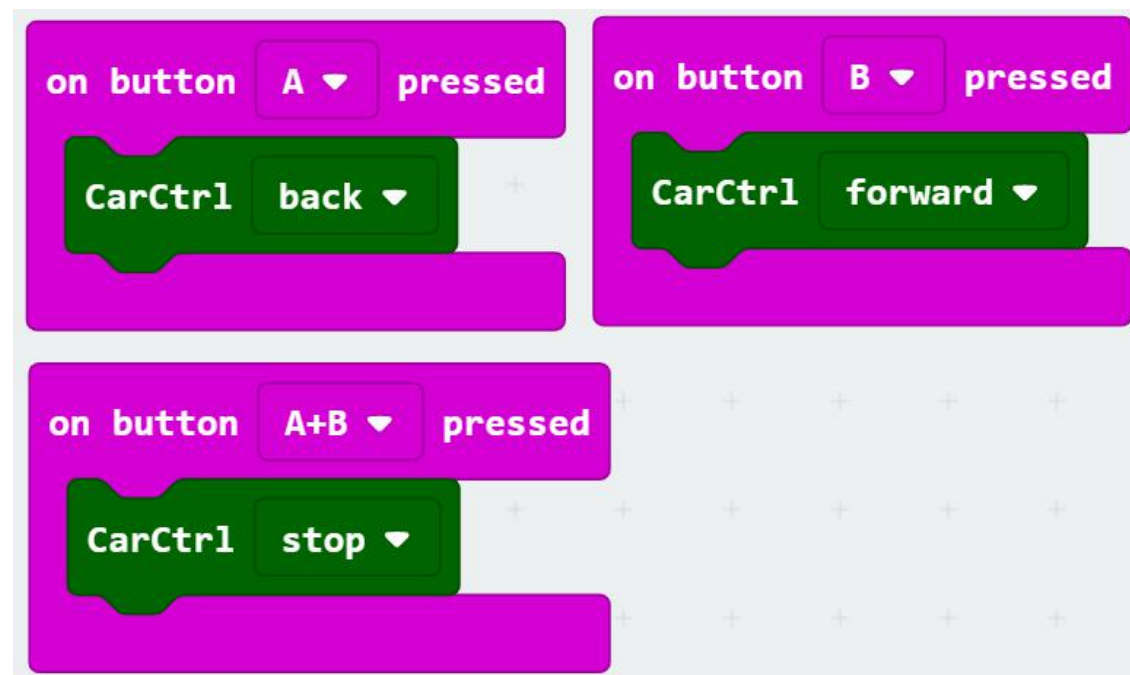 on button A pressed
CarCtrl back
on button B pressed
CarCtrl forward
on button A+B pressed
CarCtrl stop